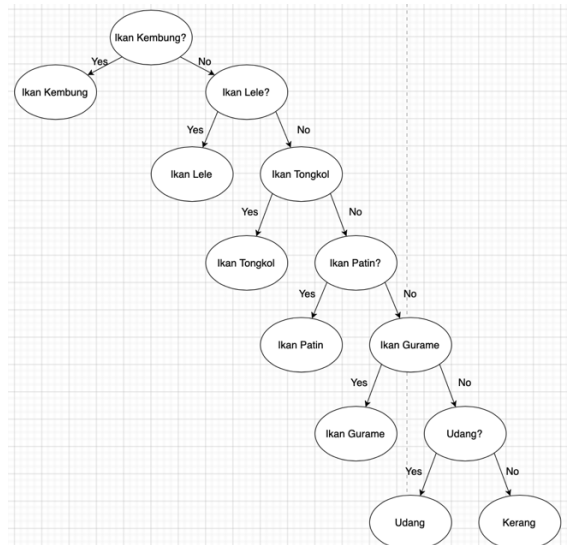 Ikan Kembung?
Yes
No
Ikan Kembung
Ikan Lele?
Yes
No
Ikan Lele
Ikan Tongkol
Yes
No
Ikan Tongkol
Ikan Patin?
Yes
No
Ikan Patin
Ikan Gurame
Yes
No
Ikan Gurame
Udang?
Yes
No
Udang
Kerang